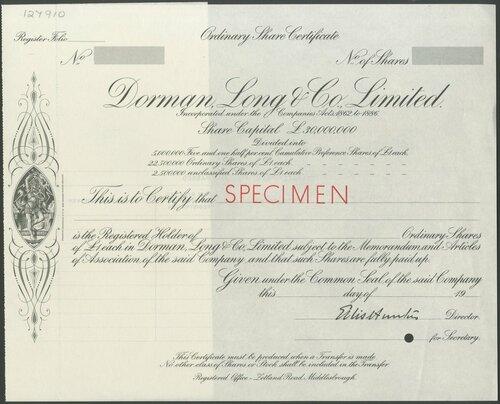 127910
Register Folio
Ordinary Share Certificate
No
No of Shares
Dorman, Long & Co., Limited.
Incorporated under the Companies Acts, 1862 to 1886.
Share Capital £30,000,000
Divided into
5,000,000 Five and one half per cent Cumulative Preference Shares of £1 each.
22,500,000 Ordinary Shares of £1 each
2,500,000 unclassified Shares of £1 each
This is to Certify that SPECIMEN
is the Registered Holder of Ordinary Shares
of £1 each in Dorman, Long & Co., Limited subject to the Memorandum and Articles
of Association of the said Company and that such Shares are fully paid up.
Given under the Common Seal of the said Company
this day of 19
Ellis Hunter Director.
for Secretary.
This Certificate must be produced when a Transfer is made.
No other class of Shares or Stock shall be included in the Transfer
Registered Office - Zetland Road Middlesbrough.